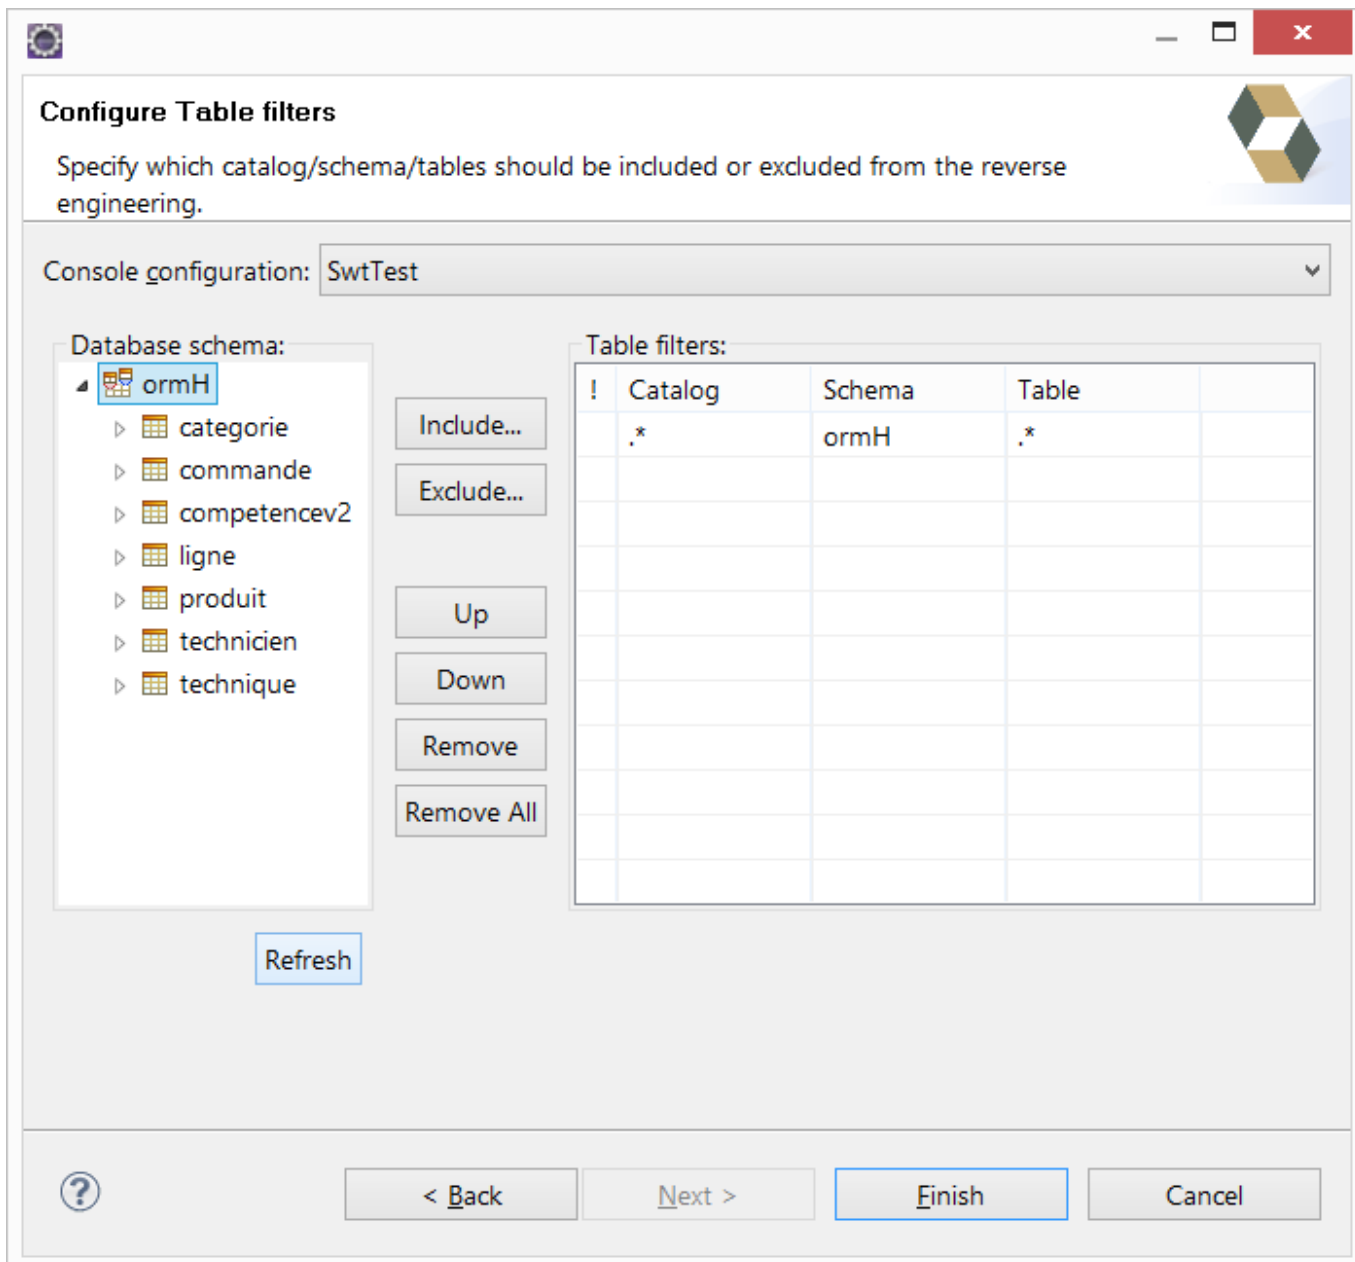 Configure Table filters
Specify which catalog/schema/tables should be included or excluded from the reverse
engineering.
Console configuration: SwtTest
Database schema:
ormH
categorie
commande
competencev2
ligne
produit
technicien
technique
Refresh
Include...
Exclude...
Up
Down
Remove
Remove All
Table filters:
! Catalog Schema Table
.* ormH .*
? < Back Next > Finish Cancel